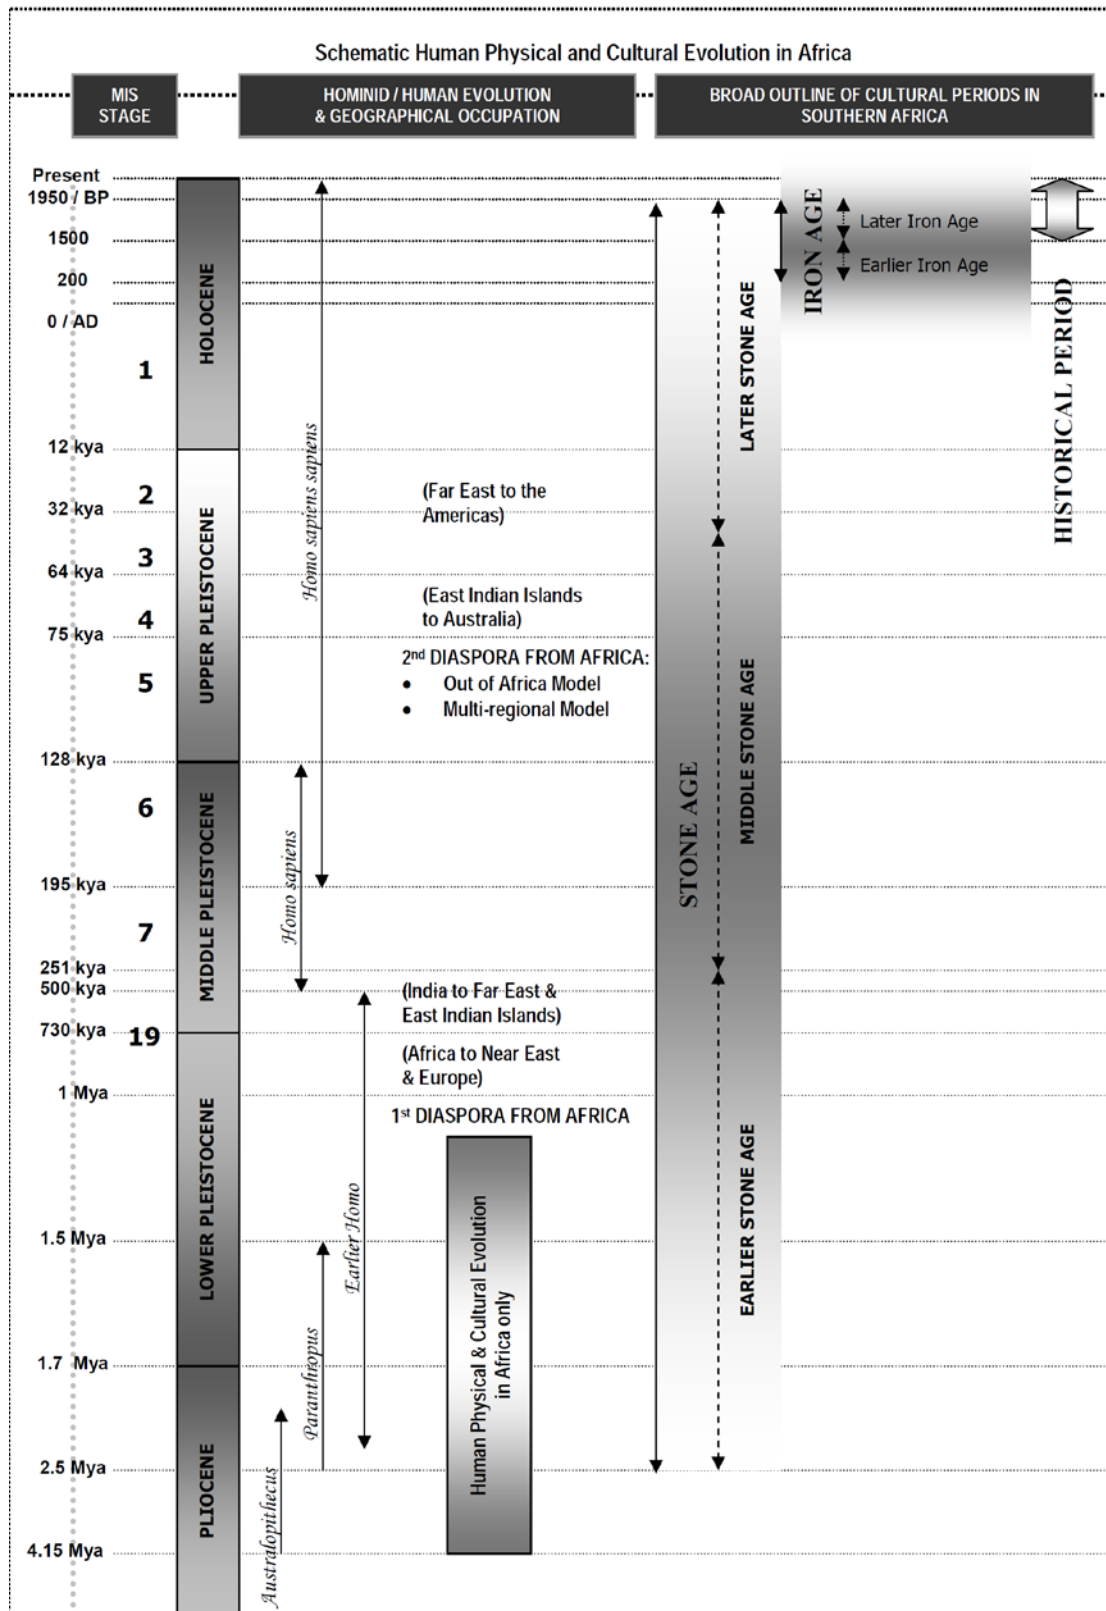 Schematic Human Physical and Cultural Evolution in Africa
MIS
STAGE
HOMINID / HUMAN EVOLUTION
& GEOGRAPHICAL OCCUPATION
BROAD OUTLINE OF CULTURAL PERIODS IN
SOUTHERN AFRICA
Present
1950 / BP
1500
200
0 / AD
12 kya
32 kya
64 kya
75 kya
128 kya
195 kya
251 kya
500 kya
730 kya
1 Mya
1.5 Mya
1.7 Mya
2.5 Mya
4.15 Mya
1
2
3
4
5
6
7
19
HOLOCENE
UPPER PLEISTOCENE
MIDDLE PLEISTOCENE
LOWER PLEISTOCENE
PLIOCENE
Homo sapiens sapiens
Homo sapiens
Earlier Homo
Paranthropus
Australopithecus
(Far East to the
Americas)
(East Indian Islands
to Australia)
2nd DIASPORA FROM AFRICA:
• Out of Africa Model
• Multi-regional Model
(India to Far East &
East Indian Islands)
(Africa to Near East
& Europe)
1st DIASPORA FROM AFRICA
Human Physical & Cultural Evolution
in Africa only
STONE AGE
LATER STONE AGE
MIDDLE STONE AGE
EARLIER STONE AGE
IRON AGE
Later Iron Age
Earlier Iron Age
HISTORICAL PERIOD